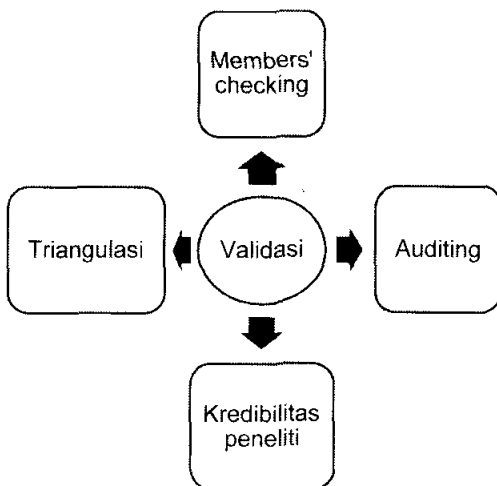 Members'
checking
Triangulasi
Validasi
Auditing
Kredibilitas
peneliti